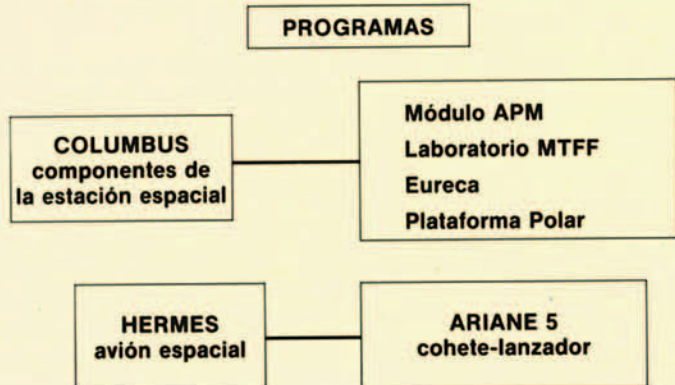 PROGRAMAS
COLUMBUS
componentes de
la estación espacial
Módulo APM
Laboratorio MTFF
Eureca
Plataforma Polar
HERMES
avión espacial
ARIANE 5
cohete-lanzador